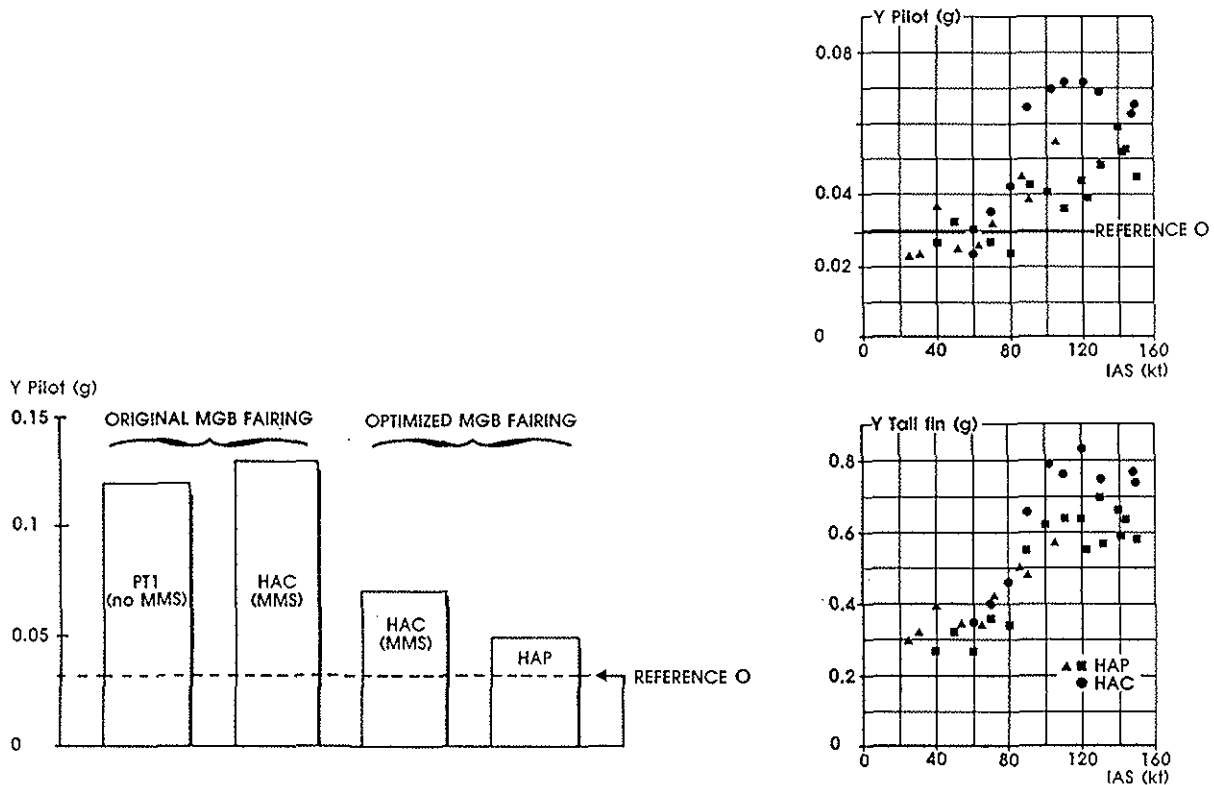 Y Pilot (g)
0.08
0.06
0.04
REFERENCE O
0.02
0
0 40 80 120 160
IAS (kt)
Y Pilot (g)
0.15
ORIGINAL MGB FAIRING
OPTIMIZED MGB FAIRING
0.1
PT1
(no MMS)
HAC
(MMS)
HAC
(MMS)
0.05
HAP
REFERENCE O
0
Y Tail fin (g)
0.8
0.6
0.4
HAP
HAC
0.2
0
0 40 80 120 160
IAS (kt)